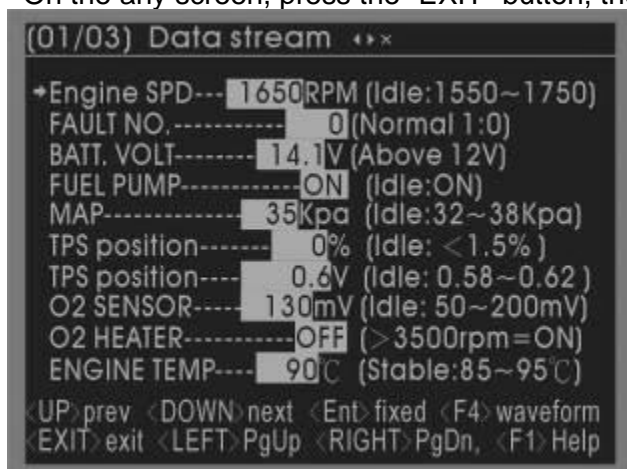 On the any screen, press the "EXIT" button, the
(01/03) Data stream ◂▸×
➜Engine SPD--- 1650RPM (Idle:1550~1750)
FAULT NO.----------- 0(Normal 1:0)
BATT. VOLT-------- 14.1V(Above 12V)
FUEL PUMP------------ON (Idle:ON)
MAP-------------- 35Kpa (Idle:32~38Kpa)
TPS position------- 0% (Idle: <1.5% )
TPS position---- 0.6V (Idle: 0.58~0.62 )
O2 SENSOR----- 130mV(Idle: 50~200mV)
O2 HEATER-----------OFF (>3500rpm=ON)
ENGINE TEMP---- 90℃ (Stable:85~95℃)
<UP>prev <DOWN>next <Ent>fixed <F4>waveform
<EXIT>exit <LEFT>PgUp <RIGHT>PgDn, <F1>Help